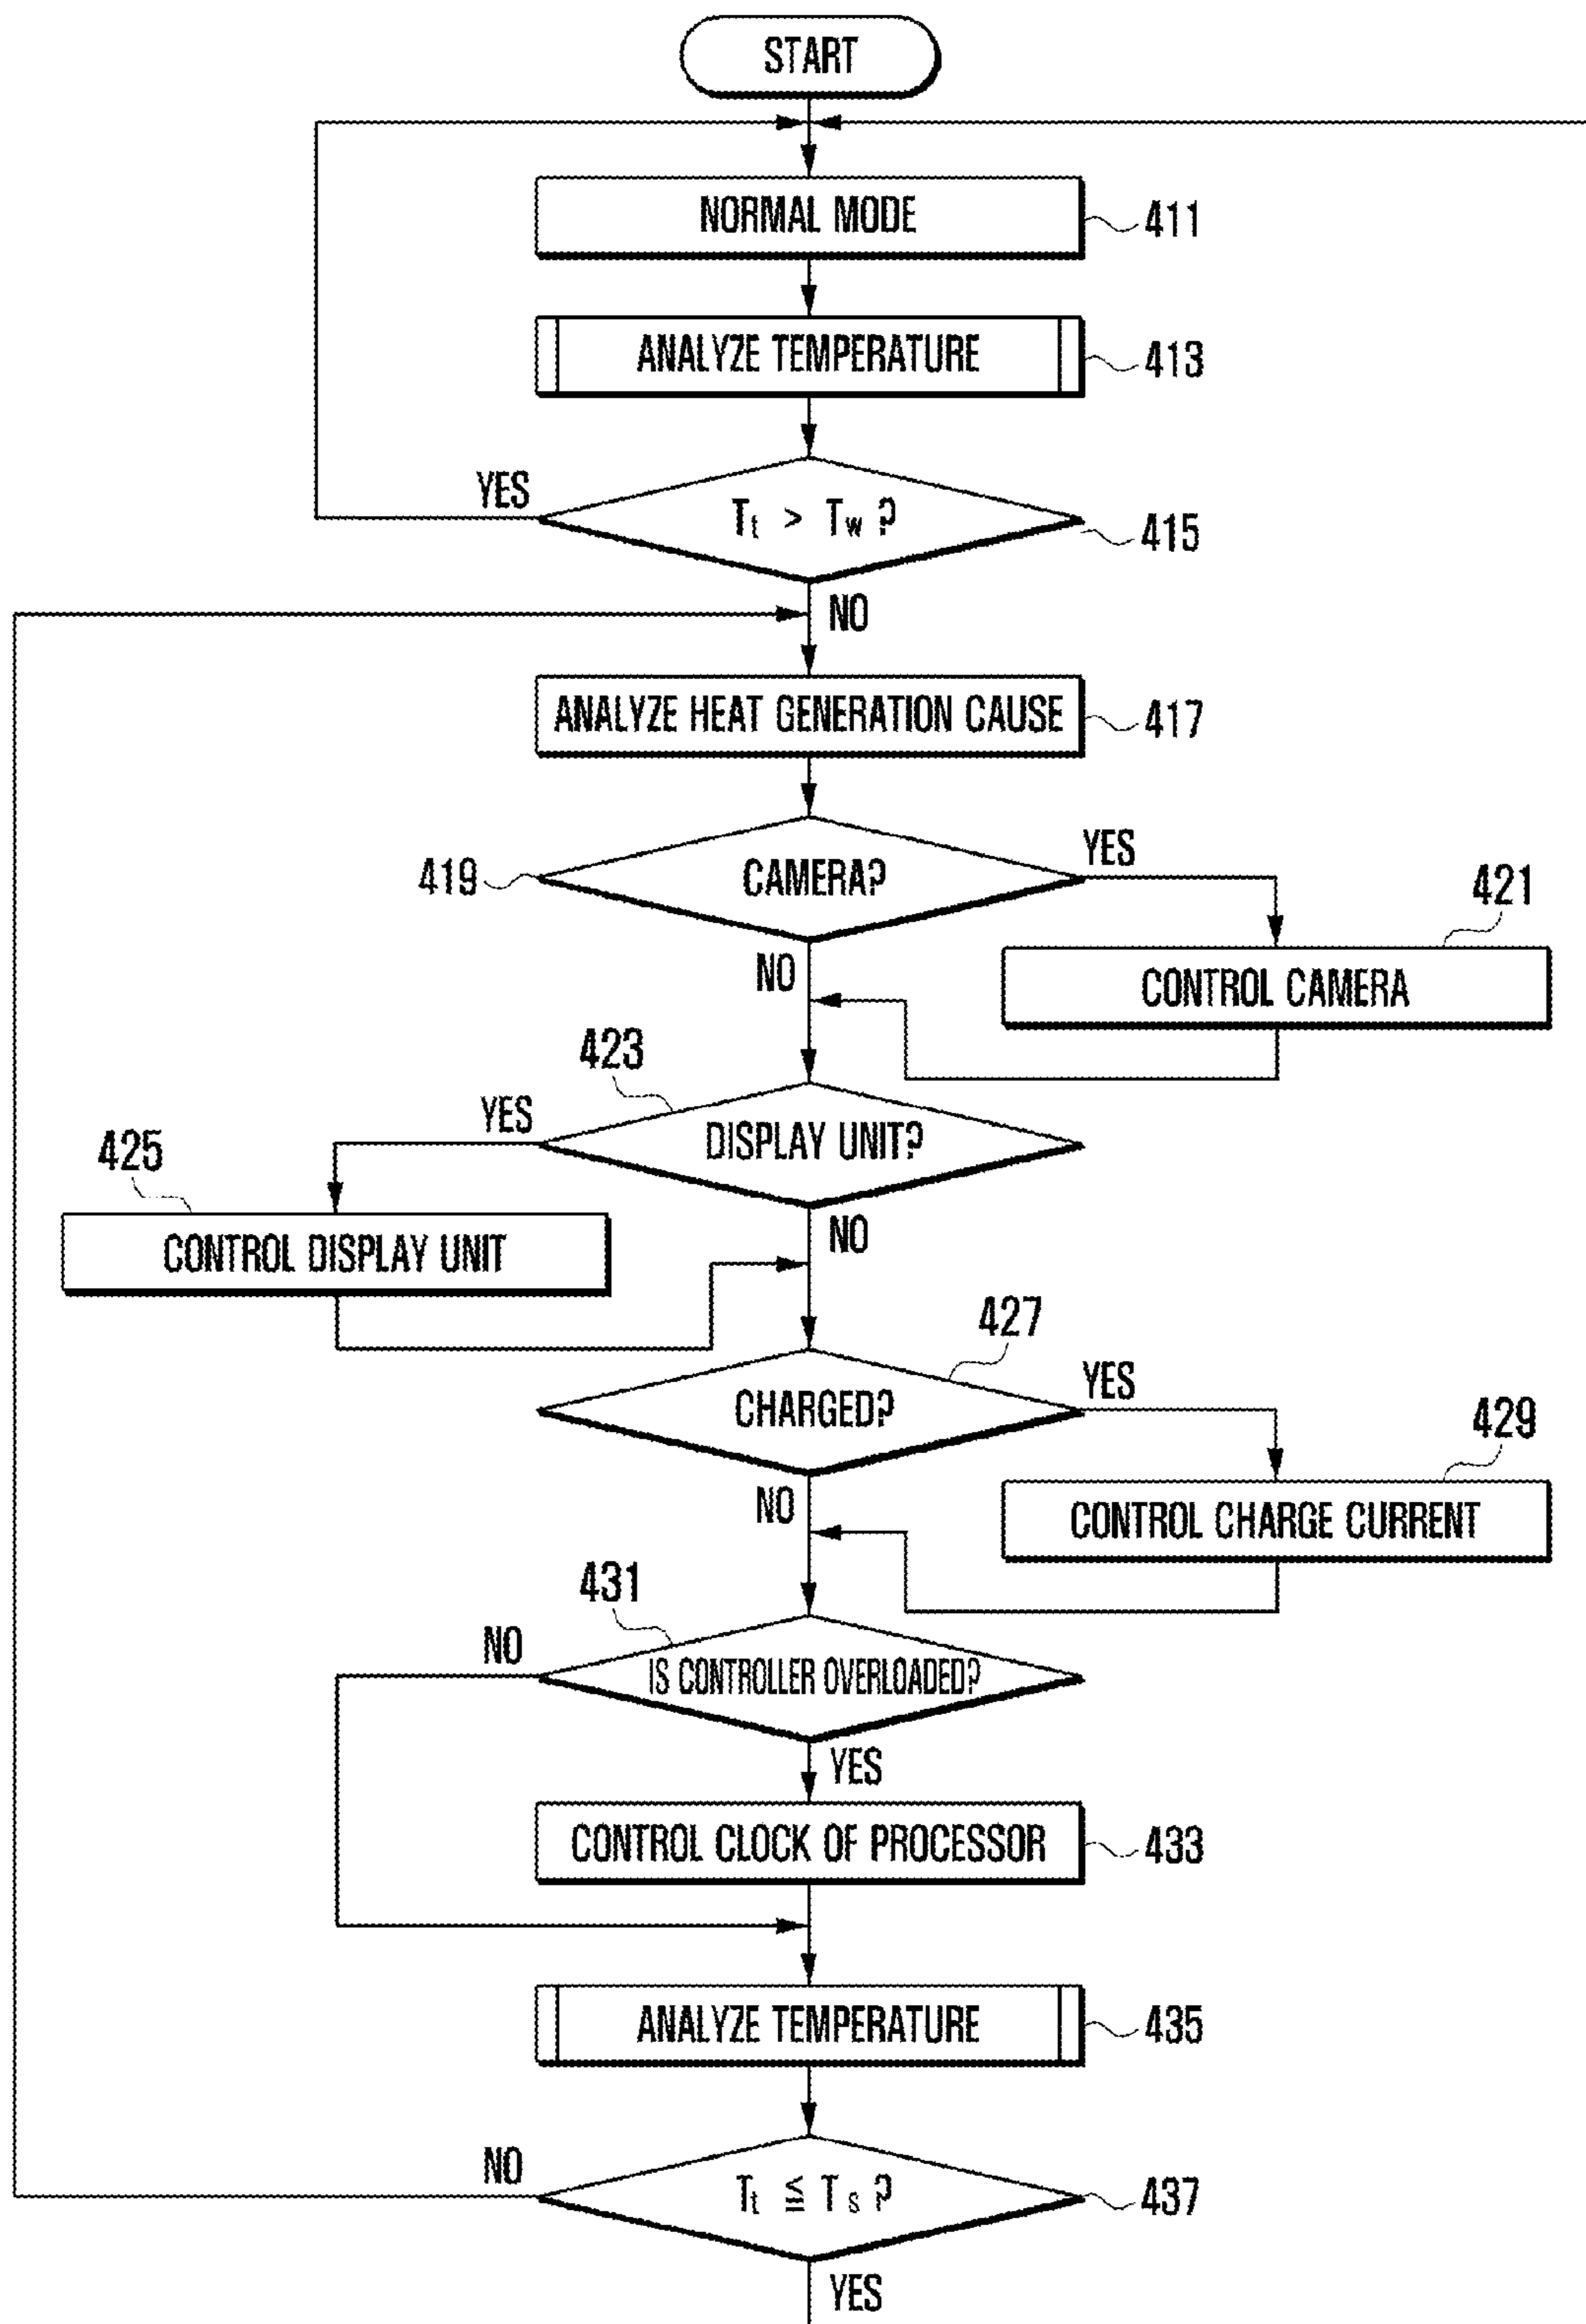 START
NORMAL MODE
411
ANALYZE TEMPERATURE
413
YES
Tt > Tw ?
415
NO
ANALYZE HEAT GENERATION CAUSE
417
419
CAMERA?
YES
421
CONTROL CAMERA
NO
423
YES
DISPLAY UNIT?
425
CONTROL DISPLAY UNIT
NO
427
CHARGED?
YES
429
CONTROL CHARGE CURRENT
NO
431
NO
IS CONTROLLER OVERLOADED?
YES
CONTROL CLOCK OF PROCESSOR
433
ANALYZE TEMPERATURE
435
NO
Tt ≦ Ts ?
437
YES